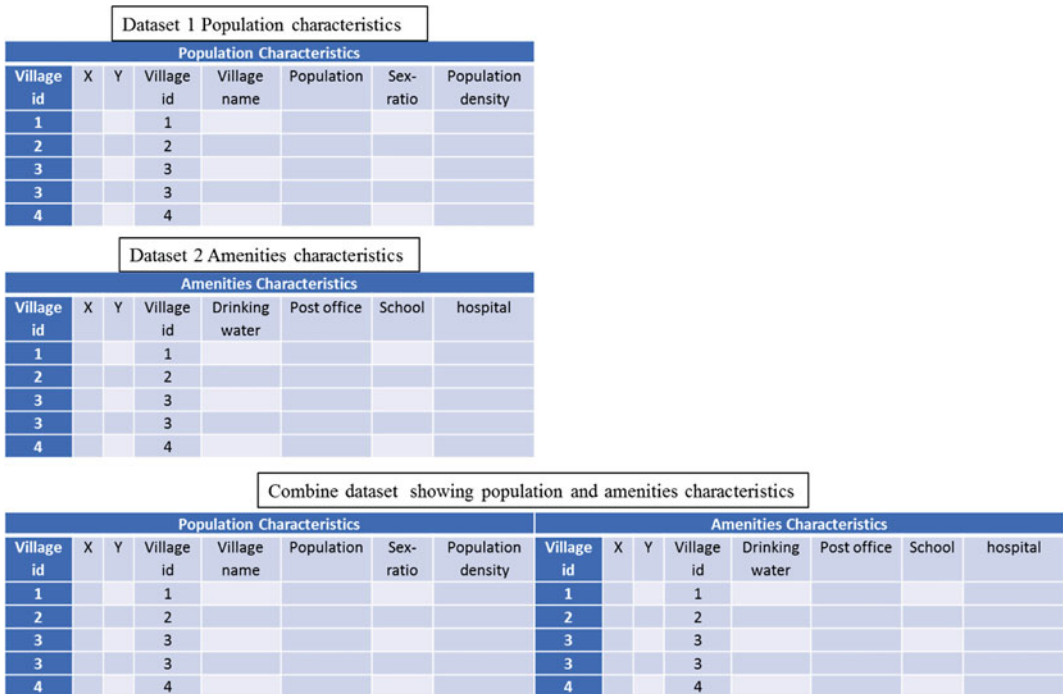 Dataset 1 Population characteristics
Population Characteristics
Village id X Y Village id Village name Population Sex-ratio Population density
1 1
2 2
3 3
3 3
4 4
Dataset 2 Amenities characteristics
Amenities Characteristics
Village id X Y Village id Drinking water Post office School hospital
1 1
2 2
3 3
3 3
4 4
Combine dataset showing population and amenities characteristics
Population Characteristics Amenities Characteristics
Village id X Y Village id Village name Population Sex-ratio Population density Village id X Y Village id Drinking water Post office School hospital
1 1 1 1
2 2 2 2
3 3 3 3
3 3 3 3
4 4 4 4